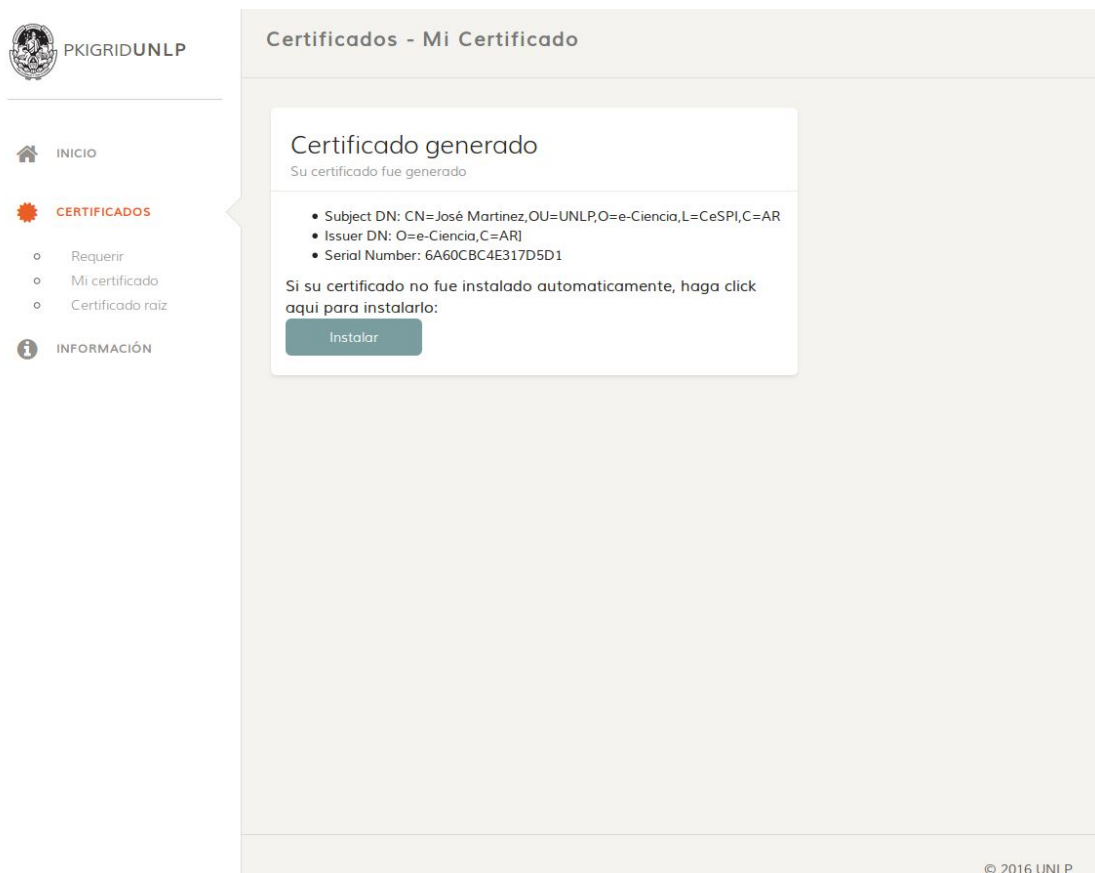 PKIGRIDUNLP
INICIO
CERTIFICADOS
Requerir
Mi certificado
Certificado raíz
INFORMACIÓN
Certificados - Mi Certificado
Certificado generado
Su certificado fue generado
Subject DN: CN=José Martinez,OU=UNLP,O=e-Ciencia,L=CeSPI,C=AR
Issuer DN: O=e-Ciencia,C=AR]
Serial Number: 6A60CBC4E317D5D1
Si su certificado no fue instalado automaticamente, haga click
aqui para instalarlo:
Instalar
© 2016 UNLP